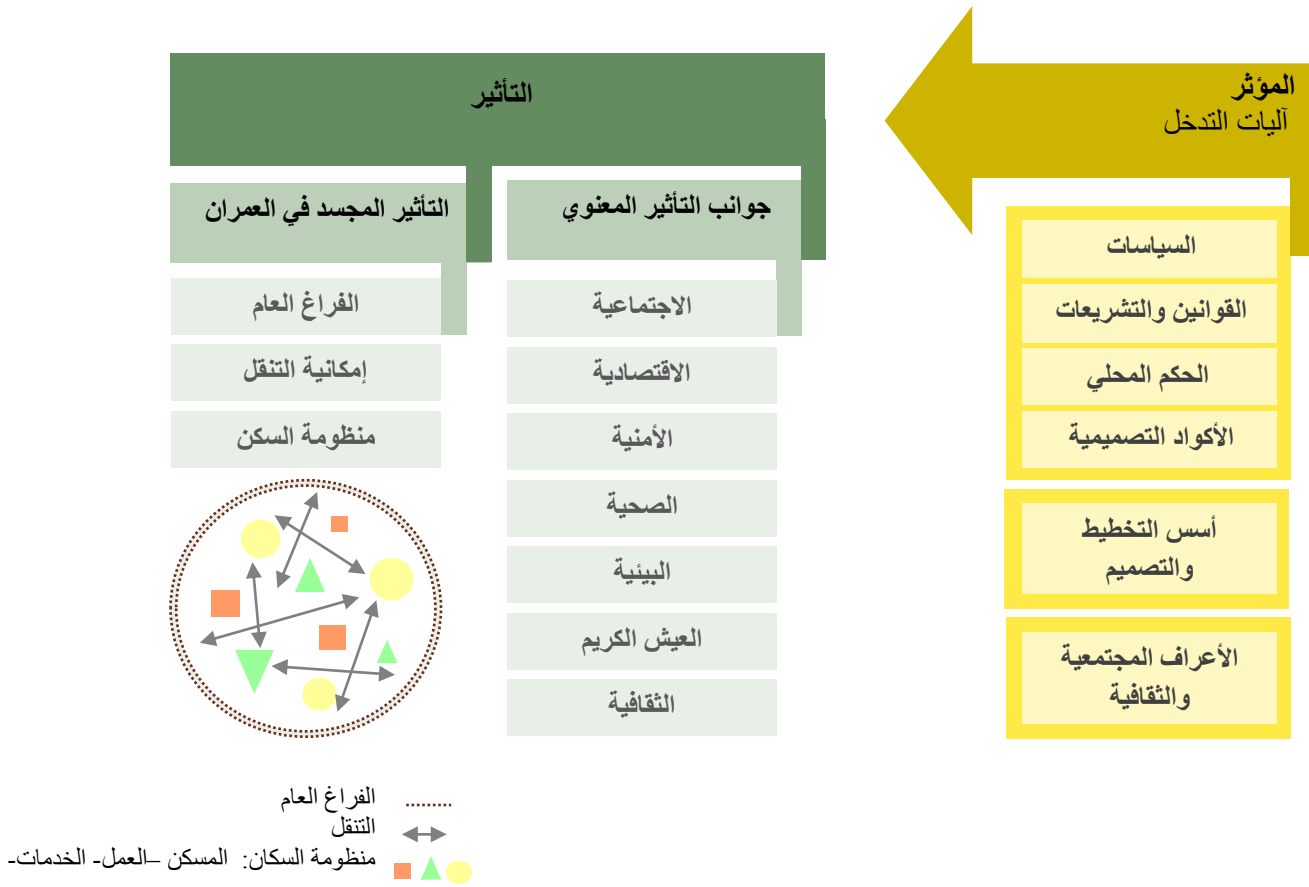 المؤثر
آليات التدخل
السياسات
القوانين والتشريعات
الحكم المحلي
الأكواد التصميمية
أسس التخطيط
والتصميم
الأعراف المجتمعية
والثقافية
التأثير
جوانب التأثير المعنوي
الاجتماعية
الاقتصادية
الأمنية
الصحية
البيئية
العيش الكريم
الثقافية
التأثير المجسد في العمران
الفراغ العام
إمكانية التنقل
منظومة السكن
الفراغ العام
التنقل
منظومة السكان: المسكن –العمل- الخدمات-